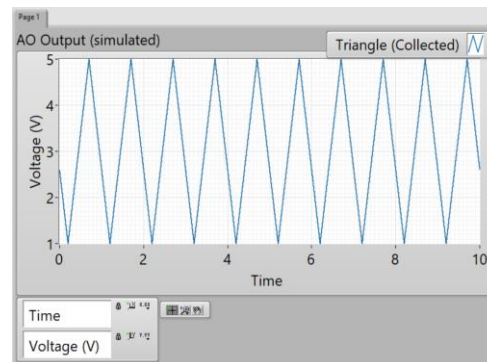 Page 1
AO Output (simulated)
Triangle (Collected)
5
4
3
2
1
Voltage (V)
0
2
4
6
8
10
Time
Time
Voltage (V)